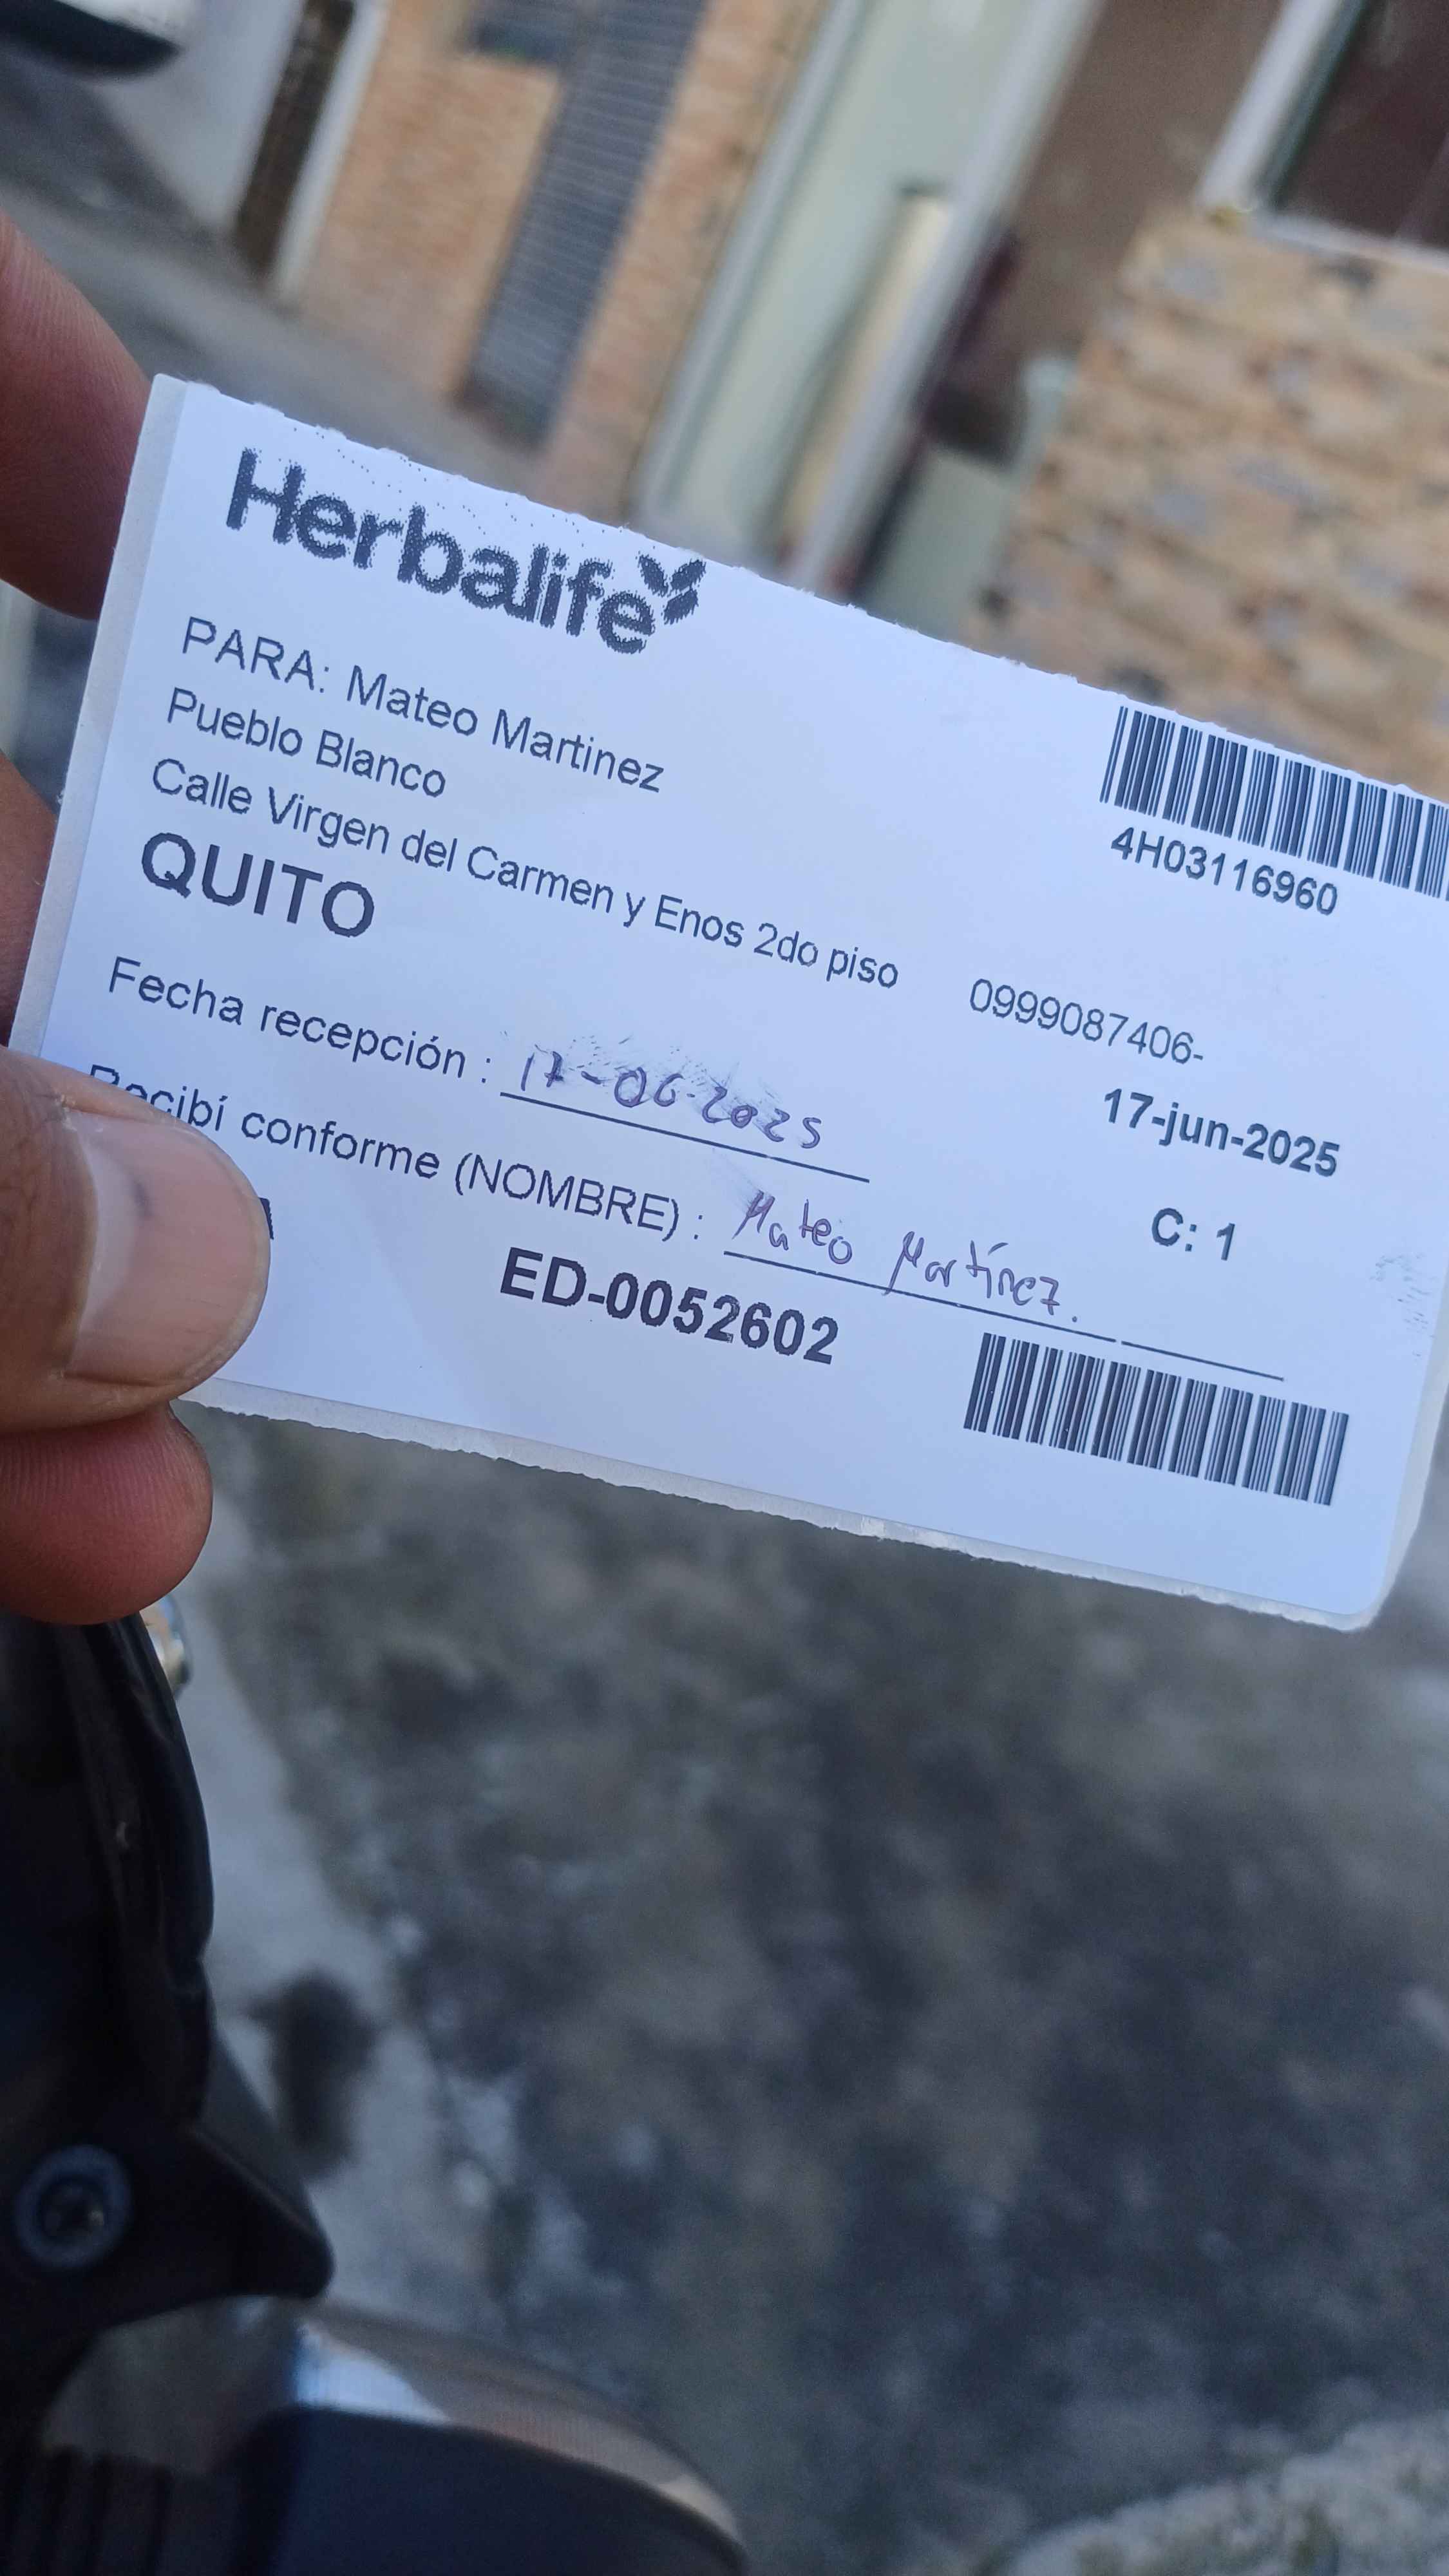 Herbalife
PARA: Mateo Martinez
Pueblo Blanco
Calle Virgen del Carmen y Enos 2do piso
QUITO
4H03116960
0999087406-
Fecha recepción : 17-06-2025
17-jun-2025
Recibí conforme (NOMBRE) : Mateo Martínez.
C: 1
ED-0052602